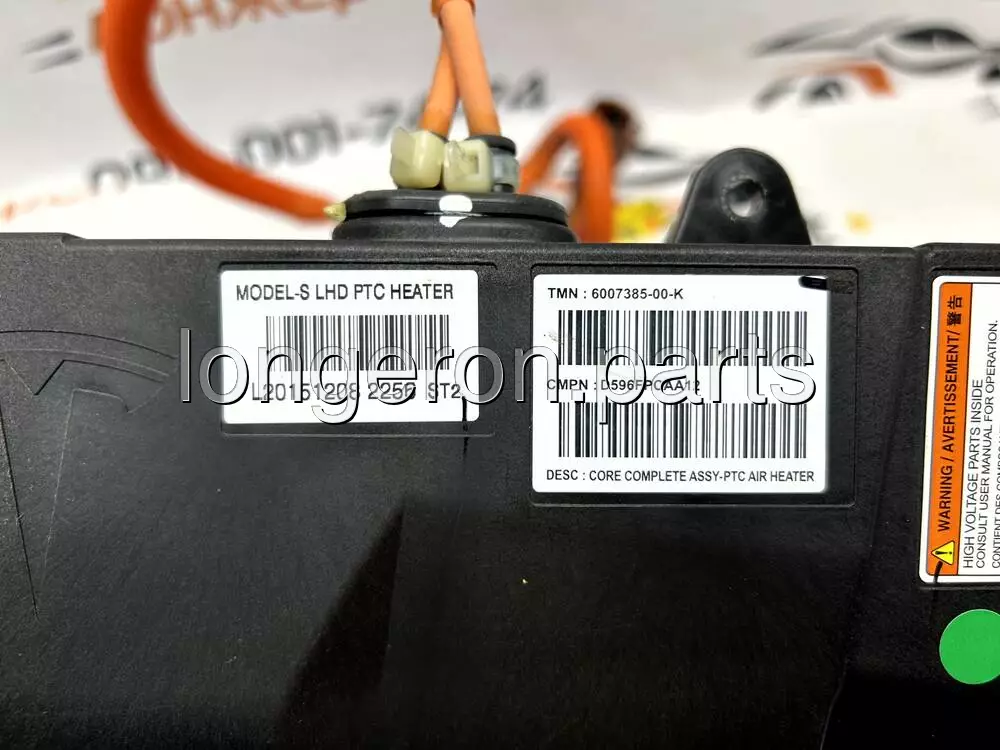 MODEL-S LHD PTC HEATER
L20151208 2256 ST2
TMN : 6007385-00-K
CMPN : D596FPOAA12
DESC : CORE COMPLETE ASSY-PTC AIR HEATER
WARNING / AVERTISSEMENT/ 警告
HIGH VOLTAGE PARTS INSIDE
CONSULT USER MANUAL FOR OPERATION.
longeron.parts